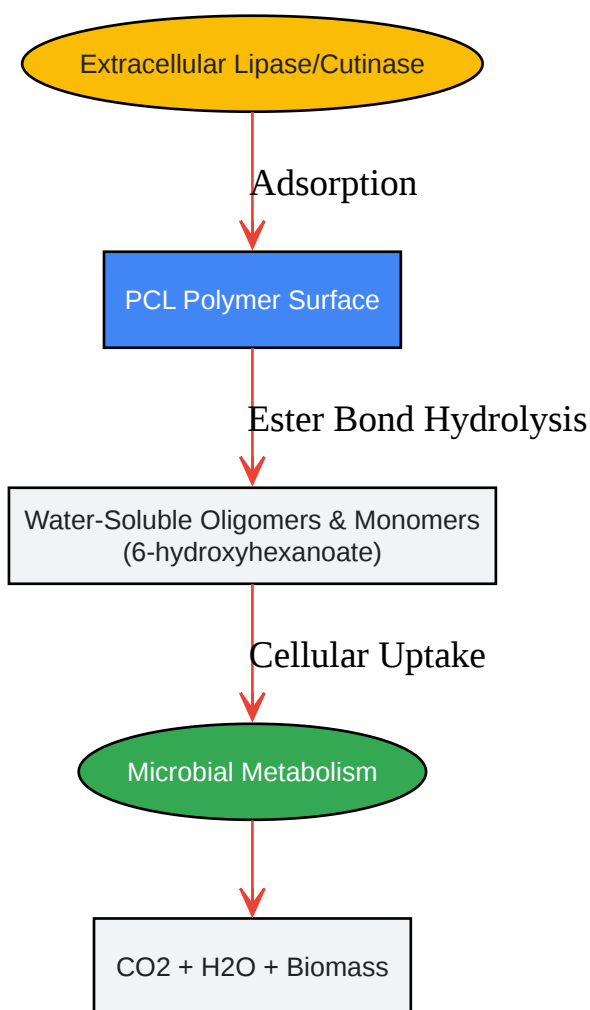 Extracellular Lipase/Cutinase
Adsorption
PCL Polymer Surface
Ester Bond Hydrolysis
Water-Soluble Oligomers & Monomers
(6-hydroxyhexanoate)
Cellular Uptake
Microbial Metabolism
CO2 + H2O + Biomass